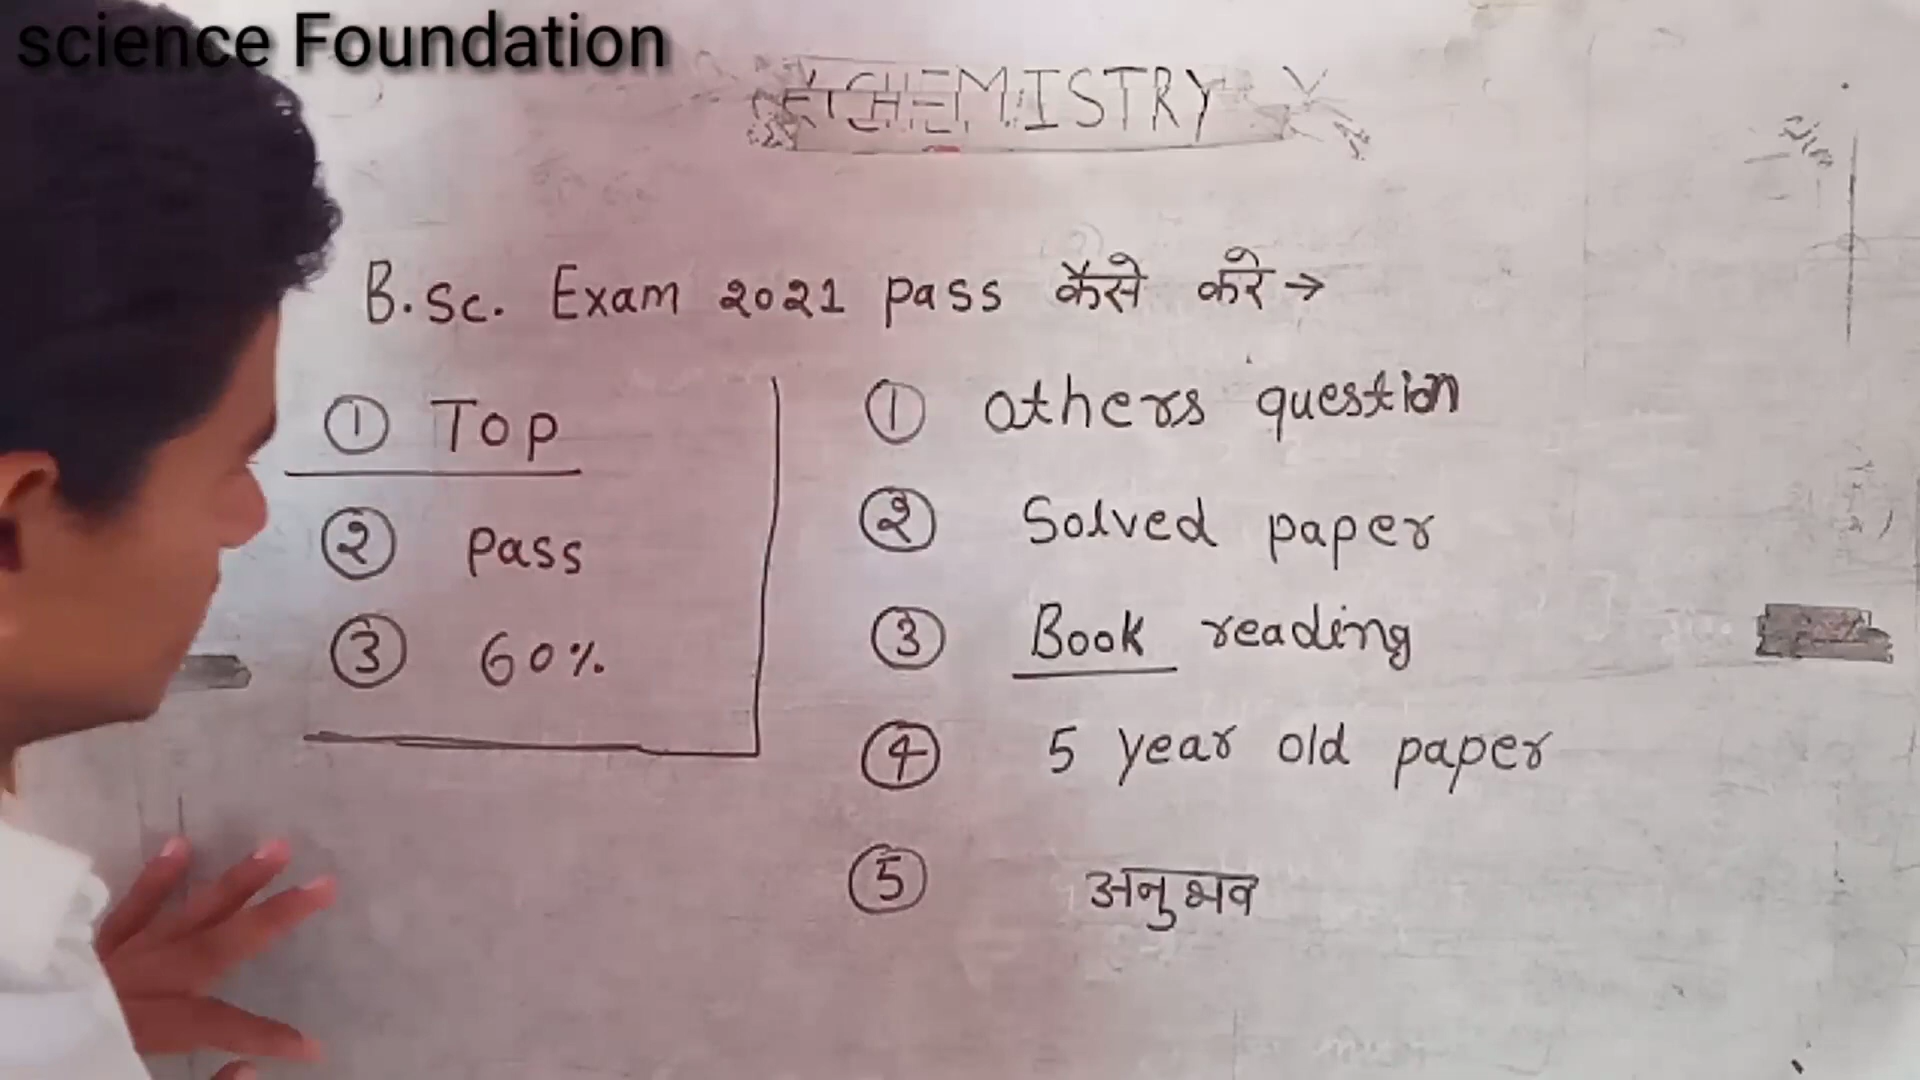 science Foundation
CHEMISTRY
B.Sc. Exam 2021 pass कैसे करे →
① Top
② pass
③ 60%
① others question
② Solved paper
③ Book reading
④ 5 year old paper
⑤ अनुभव